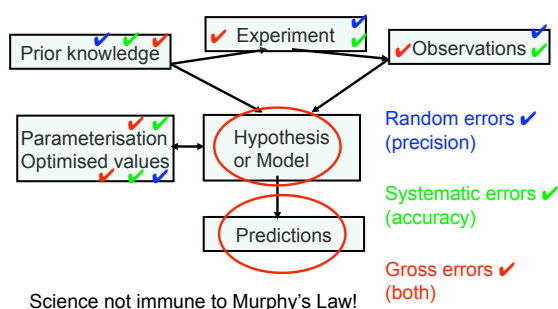 Prior knowledge
Experiment
Observations
Parameterisation
Optimised values
Hypothesis
or Model
Predictions
Random errors ✔
(precision)
Systematic errors ✔
(accuracy)
Gross errors ✔
(both)
Science not immune to Murphy’s Law!